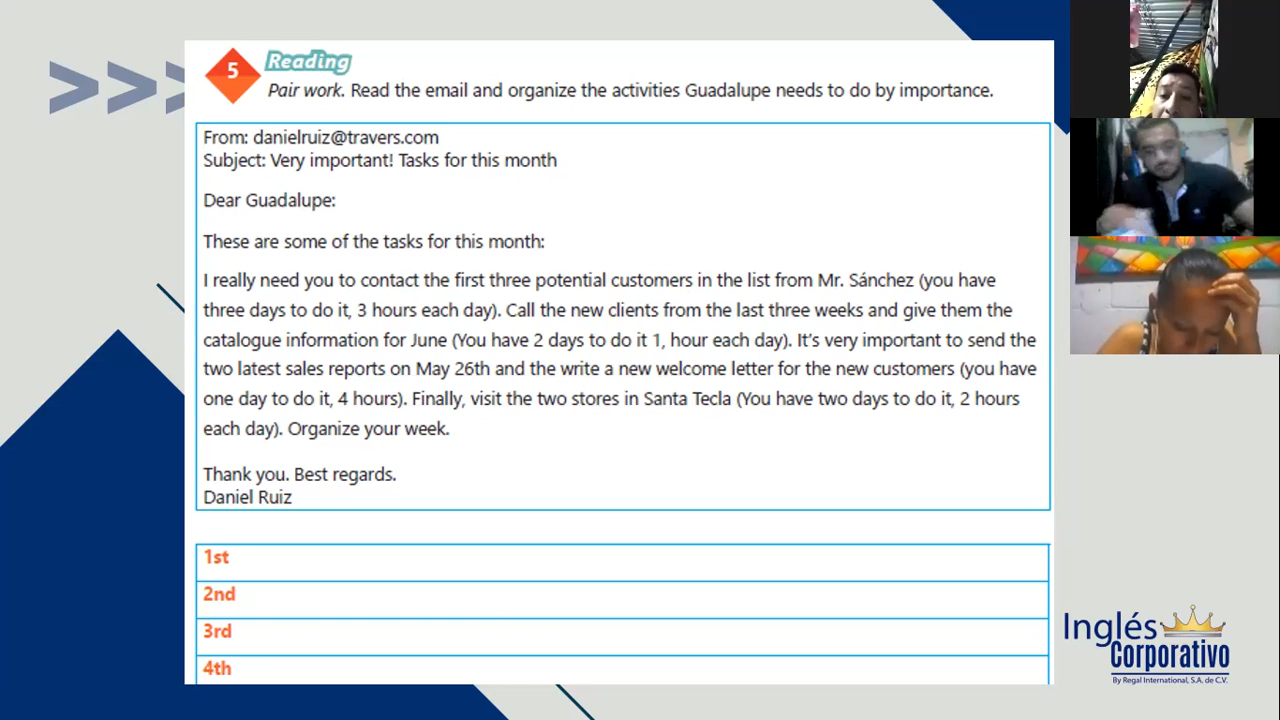 5
Reading
Pair work. Read the email and organize the activities Guadalupe needs to do by importance.
From: danielruiz@travers.com
Subject: Very important! Tasks for this month
Dear Guadalupe:
These are some of the tasks for this month:
I really need you to contact the first three potential customers in the list from Mr. Sánchez (you have
three days to do it, 3 hours each day). Call the new clients from the last three weeks and give them the
catalogue information for June (You have 2 days to do it 1, hour each day). It’s very important to send the
two latest sales reports on May 26th and the write a new welcome letter for the new customers (you have
one day to do it, 4 hours). Finally, visit the two stores in Santa Tecla (You have two days to do it, 2 hours
each day). Organize your week.
Thank you. Best regards.
Daniel Ruiz
1st
2nd
3rd
4th
Inglés
Corporativo
By Regal International, S.A. de C.V.